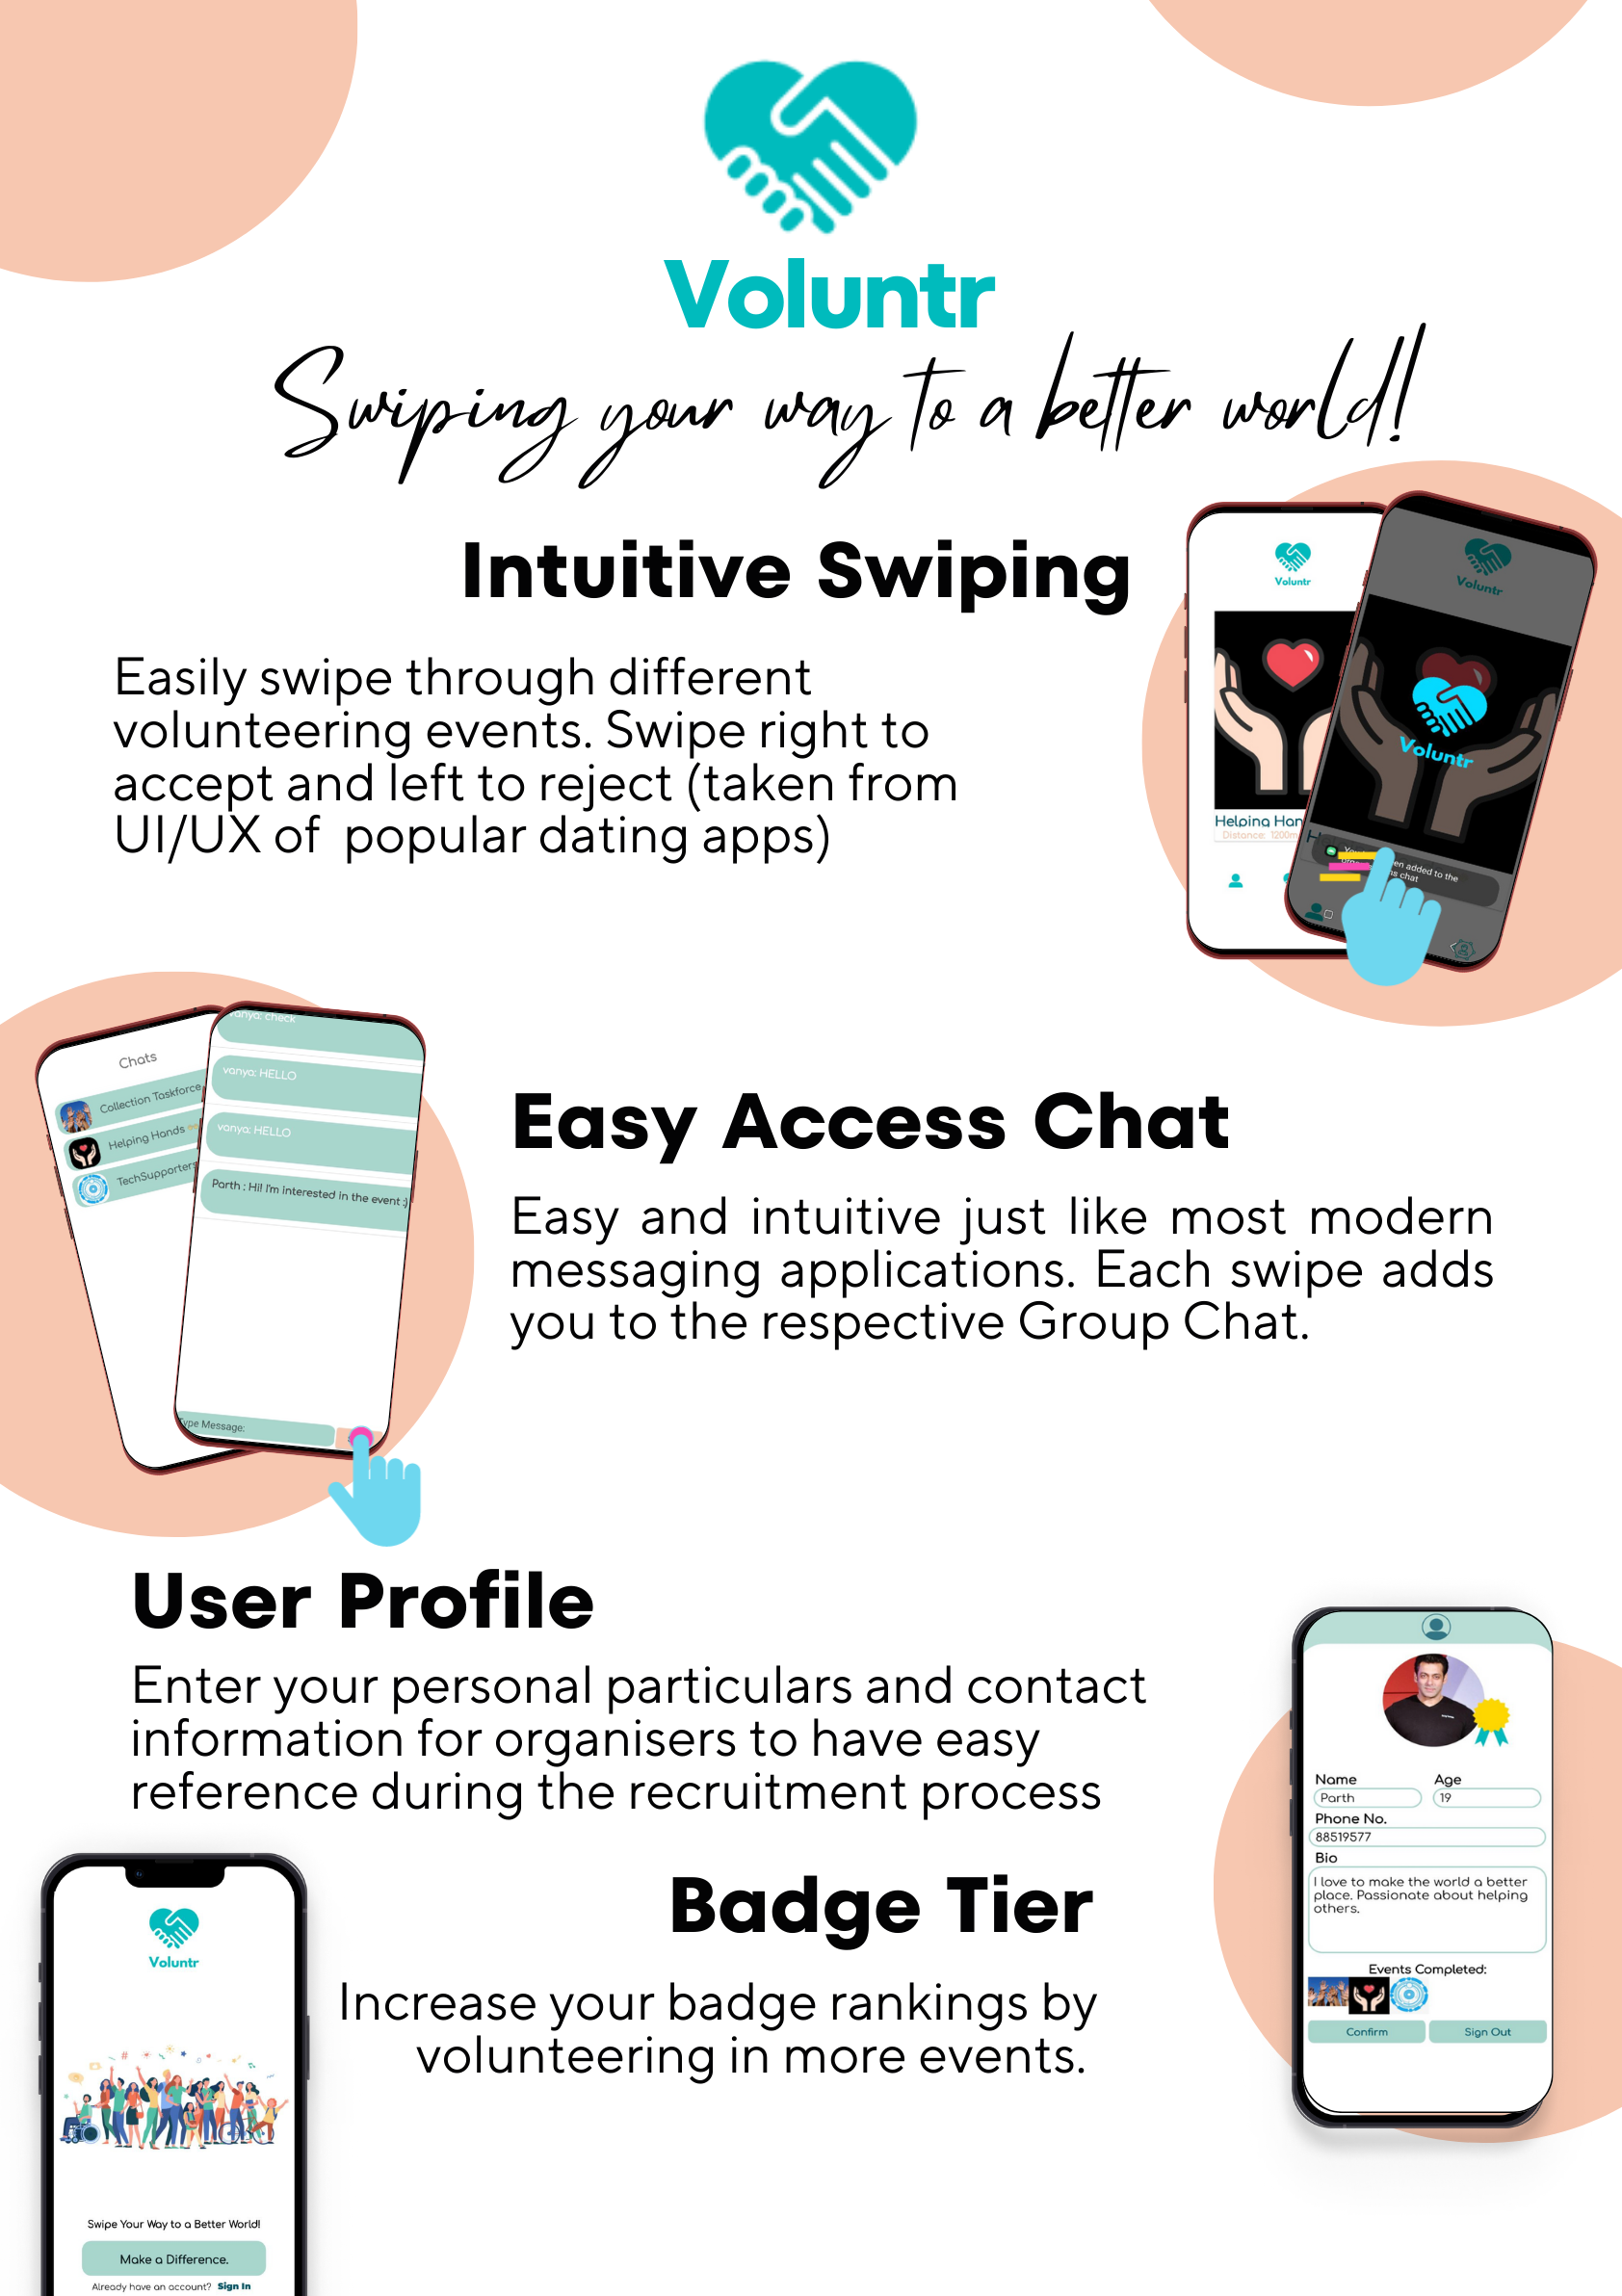 Voluntr
Swiping your way to a better world!
Intuitive Swiping
Easily swipe through different
volunteering events. Swipe right to
accept and left to reject (taken from
UI/UX of popular dating apps)
Voluntr
Helping Han
Distance: 1200m
Voluntr
Voluntr
en added to the
chat
Chats
Collection Taskforce
Helping Hands
TechSupporters
vanya: check
vanya: HELLO
vanya: HELLO
Parth : Hi! I'm interested in the event :)
Type Message:
Easy Access Chat
Easy and intuitive just like most modern
messaging applications. Each swipe adds
you to the respective Group Chat.
User Profile
Enter your personal particulars and contact
information for organisers to have easy
reference during the recruitment process
Name Age
Parth 19
Phone No.
88519577
Bio
I love to make the world a better
place. Passionate about helping
others.
Events Completed:
Confirm Sign Out
Badge Tier
Increase your badge rankings by
volunteering in more events.
Voluntr
Swipe Your Way to a Better World!
Make a Difference.
Already have an account? Sign In